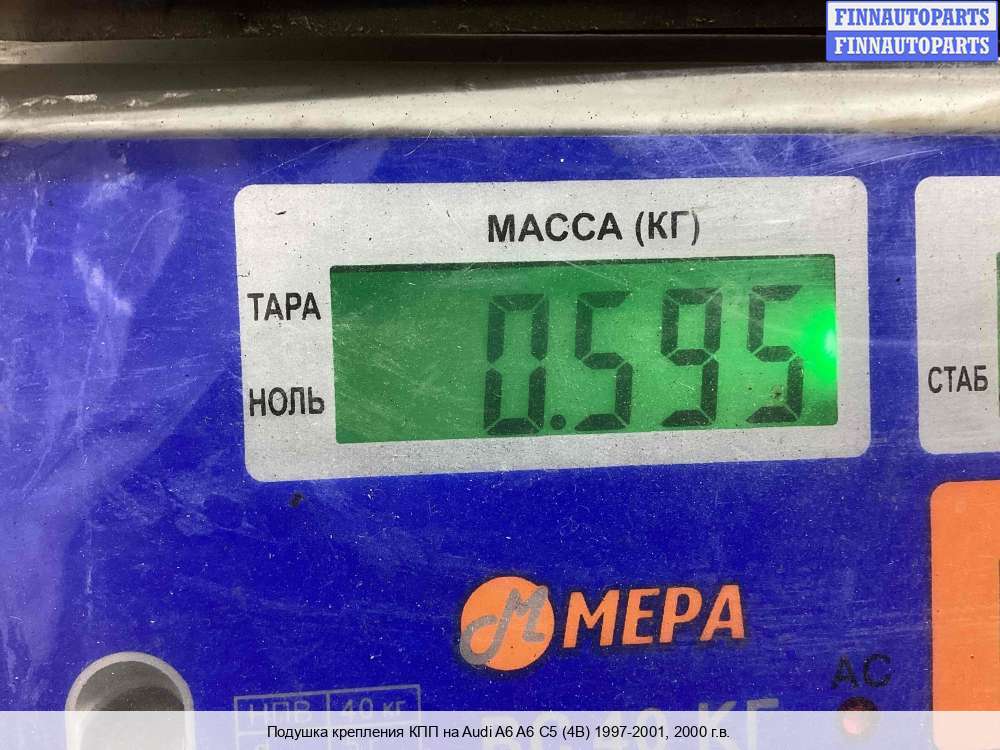 FINNAUTOPARTS
FINNAUTOPARTS
МАССА (КГ)
ТАРА
0.595
НОЛЬ
СТАБ
МЕРА
АС
НПВ 40 кг
Подушка крепления КПП на Audi A6 A6 C5 (4B) 1997-2001, 2000 г.в.